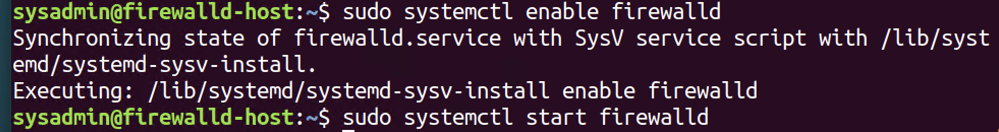 sysadmin@firewalld-host:~$ sudo systemctl enable firewalld
Synchronizing state of firewalld.service with SysV service script with /lib/syst
emd/systemd-sysv-install.
Executing: /lib/systemd/systemd-sysv-install enable firewalld
sysadmin@firewalld-host:~$ sudo systemctl start firewalld